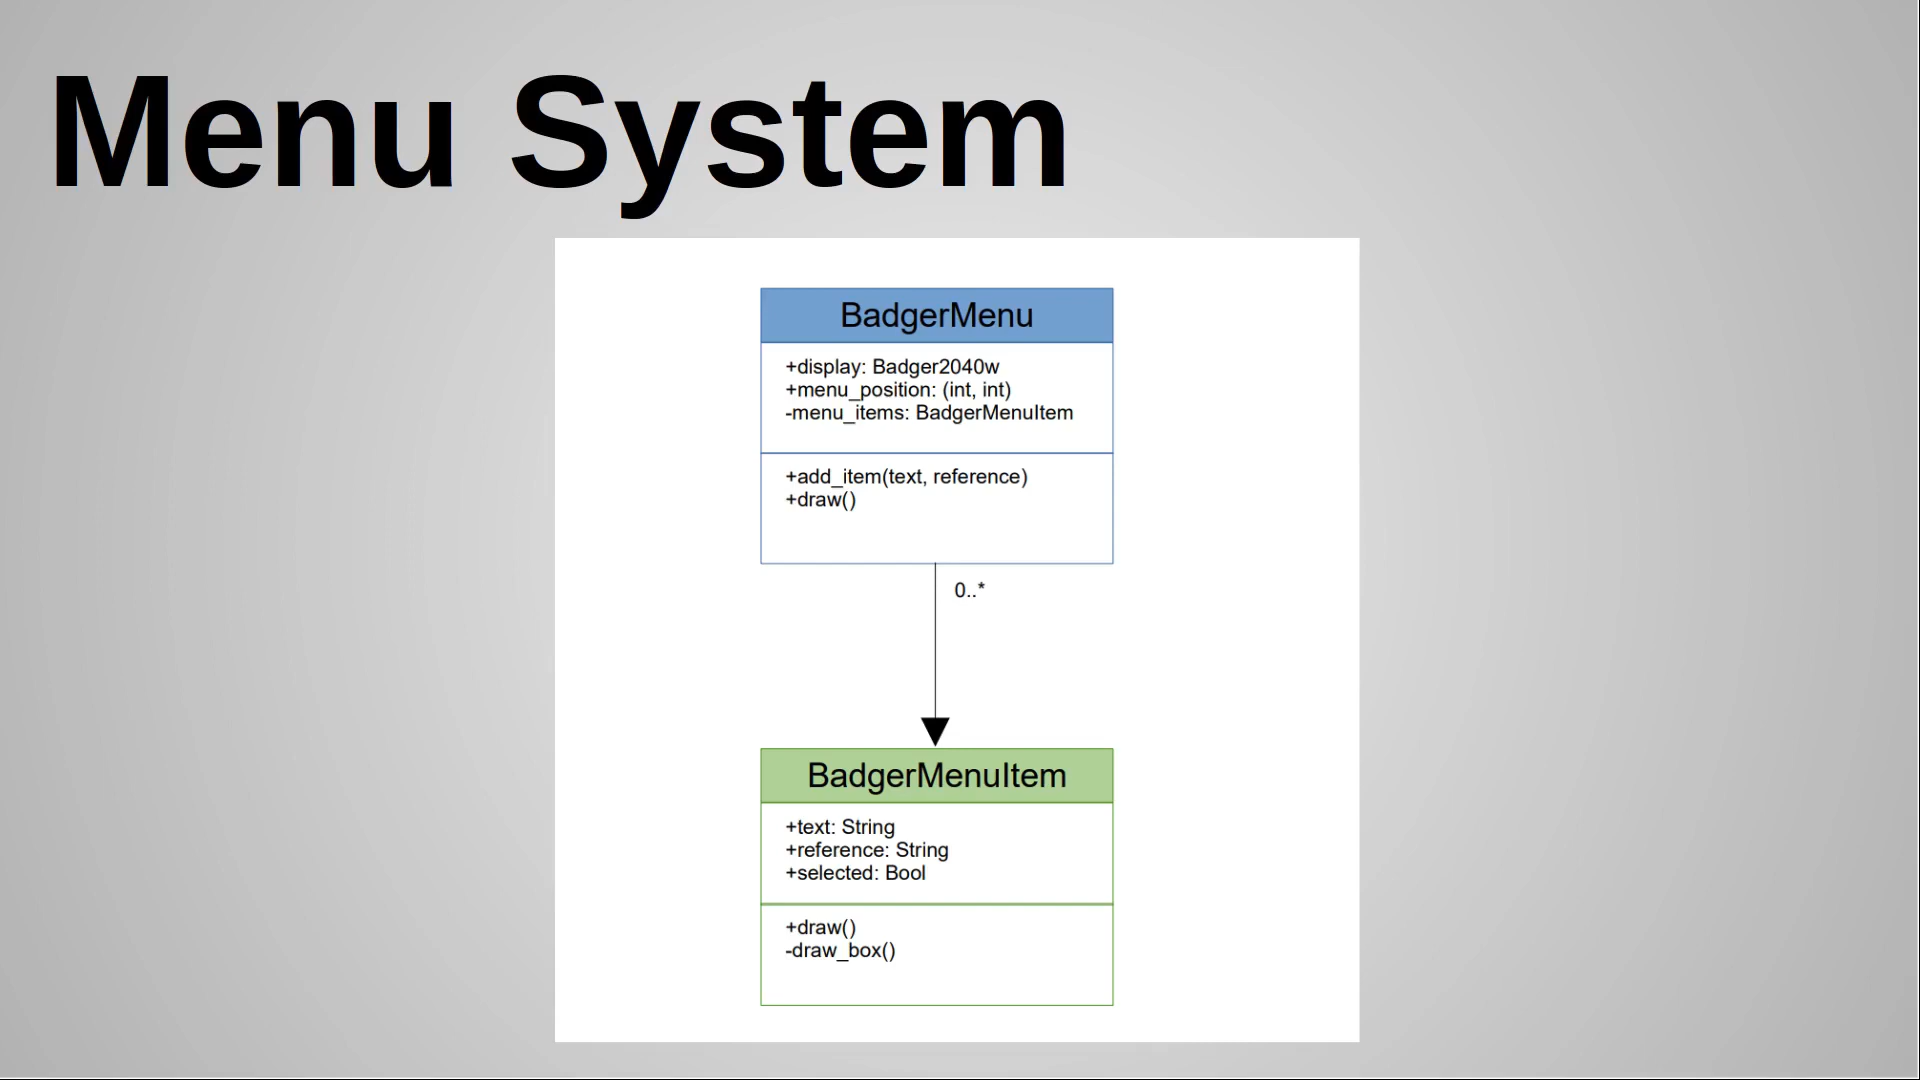 Menu System
BadgerMenu
+display: Badger2040w
+menu_position: (int, int)
-menu_items: BadgerMenuItem
+add_item(text, reference)
+draw()
0..*
BadgerMenuItem
+text: String
+reference: String
+selected: Bool
+draw()
-draw_box()